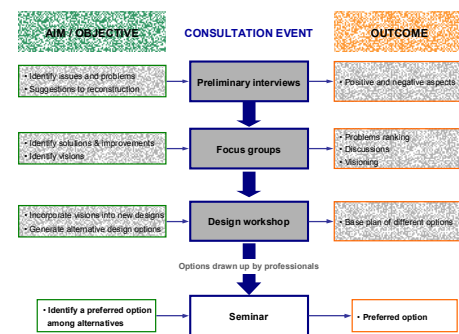 AIM / OBJECTIVE
CONSULTATION EVENT
OUTCOME
• Identify issues and problems
• Suggestions to reconstruction
Preliminary interviews
• Positive and negative aspects
• Identify solutions & improvements
• Identify visions
Focus groups
• Problems ranking
• Discussions
• Visioning
• Incorporate visions into new designs
• Generate alternative design options
Design workshop
• Base plan of different options
Options drawn up by professionals
• Identify a preferred option
among alternatives
Seminar
• Preferred option